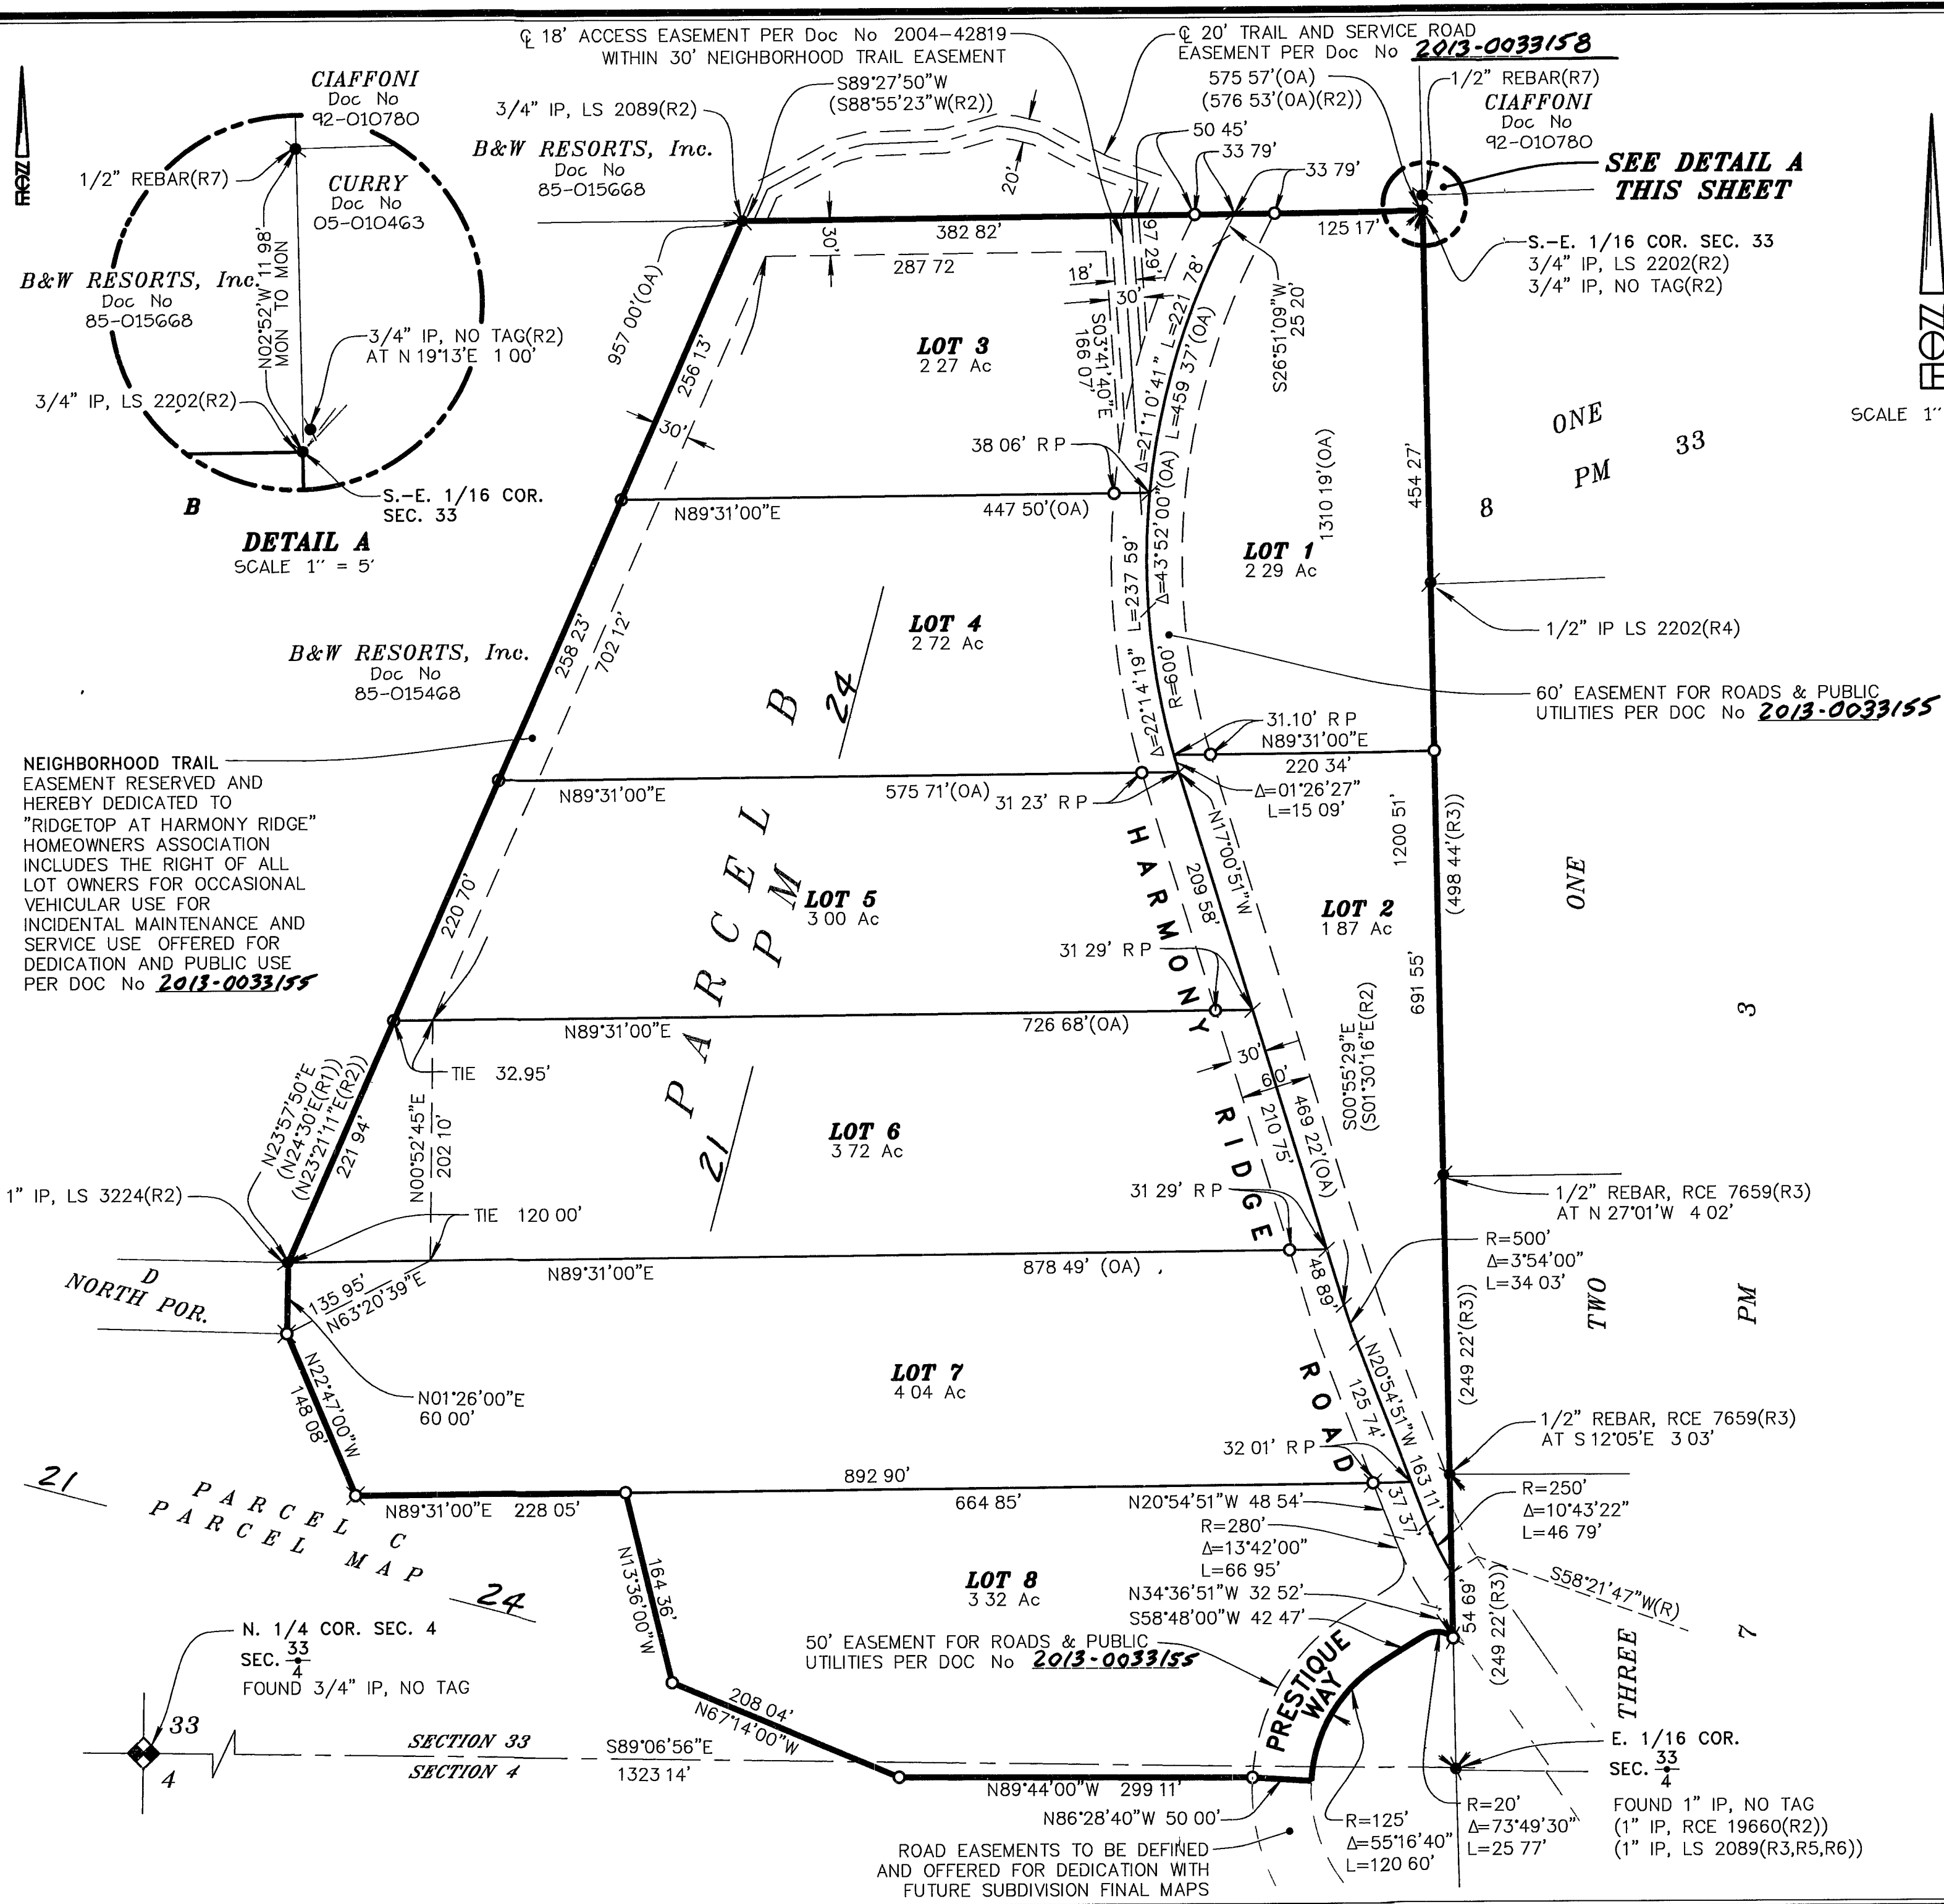 ℄ 18' ACCESS EASEMENT PER Doc No 2004-42819
WITHIN 30' NEIGHBORHOOD TRAIL EASEMENT
℄ 20' TRAIL AND SERVICE ROAD
EASEMENT PER Doc No 2013-0033158
S89°27'50"W
(S88°55'23"W(R2))
575 57'(OA)
(576 53'(OA)(R2))
1/2" REBAR(R7)
CIAFFONI
Doc No
92-010780
SEE DETAIL A
THIS SHEET
3/4" IP, LS 2089(R2)
B&W RESORTS, Inc.
Doc No
85-015668
50 45'
33 79'
33 79'
20'
382 82'
125 17'
30'
287 72
S.-E. 1/16 COR. SEC. 33
3/4" IP, LS 2202(R2)
3/4" IP, NO TAG(R2)
CIAFFONI
Doc No
92-010780
1/2" REBAR(R7)
CURRY
Doc No
05-010463
B&W RESORTS, Inc.
Doc No
85-015668
N02°52'W 11 98'
MON TO MON
3/4" IP, NO TAG(R2)
AT N 19°13'E 1 00'
3/4" IP, LS 2202(R2)
S.-E. 1/16 COR.
SEC. 33
B
DETAIL A
SCALE 1" = 5'
SCALE 1"
957 00'(OA)
256 13'
30'
18'
30'
97 29'
S03°41'40"E
166 07'
Δ=21°10'41" L=221 78'
Δ=43°52'00"(OA) L=459 37'(OA)
S26°51'09"W
25 20'
LOT 3
2 27 Ac
38 06' R P
N89°31'00"E
447 50'(OA)
1310 19'(OA)
454 27'
ONE
PM
33
8
LOT 1
2 29 Ac
1/2" IP LS 2202(R4)
LOT 4
2 72 Ac
258 23'
702 12'
B&W RESORTS, Inc.
Doc No
85-015468
Δ=22°14'19" L=237 59'
R=600'
60' EASEMENT FOR ROADS & PUBLIC
UTILITIES PER DOC No 2013-0033155
31.10' R P
N89°31'00"E
220 34'
Δ=01°26'27"
L=15 09'
N89°31'00"E
575 71'(OA)
31 23' R P
NEIGHBORHOOD TRAIL
EASEMENT RESERVED AND
HEREBY DEDICATED TO
"RIDGETOP AT HARMONY RIDGE"
HOMEOWNERS ASSOCIATION
INCLUDES THE RIGHT OF ALL
LOT OWNERS FOR OCCASIONAL
VEHICULAR USE FOR
INCIDENTAL MAINTENANCE AND
SERVICE USE OFFERED FOR
DEDICATION AND PUBLIC USE
PER DOC No 2013-0033155
PARCEL B
PM
24
21
220 70'
LOT 5
3 00 Ac
HARMONY RIDGE ROAD
N17°00'51"W
209 58'
1200 51'
(498 44'(R3))
691 55'
LOT 2
1 87 Ac
ONE
3
31 29' R P
N89°31'00"E
726 68'(OA)
TIE 32.95'
30'
60'
210 75'
469 22'(OA)
S00°55'29"E
(S01°30'16"E(R2)
N23°57'50"E
(N24°30'E(R1))
(N23°21'11"E(R2))
221 94'
N00°52'45"E
202 10'
LOT 6
3 72 Ac
31 29' R P
1" IP, LS 3224(R2)
TIE 120 00'
1/2" REBAR, RCE 7659(R3)
AT N 27°01'W 4 02'
N89°31'00"E
878 49' (OA)
R=500'
Δ=3°54'00"
L=34 03'
48 89'
D
NORTH POR.
135 95'
N63°20'39"E
TWO
PM
(249 22'(R3))
LOT 7
4 04 Ac
N22°47'00"W
148 08'
N01°26'00"E
60 00'
N20°54'51"W 163 11'
125 74'
1/2" REBAR, RCE 7659(R3)
AT S 12°05'E 3 03'
32 01' R P
21
PARCEL C
PARCEL MAP
24
N89°31'00"E 228 05'
892 90'
664 85'
N20°54'51"W 48 54'
37 37'
R=280'
Δ=13°42'00"
L=66 95'
R=250'
Δ=10°43'22"
L=46 79'
N13°36'00"W
164 36'
LOT 8
3 32 Ac
N34°36'51"W 32 52'
S58°48'00"W 42 47'
54 69'
(249 22'(R3))
S58°21'47"W(R)
THREE
7
N. 1/4 COR. SEC. 4
SEC. 33
4
FOUND 3/4" IP, NO TAG
50' EASEMENT FOR ROADS & PUBLIC
UTILITIES PER DOC No 2013-0033155
PRESTIQUE
WAY
208 04'
N67°14'00"W
33
4
SECTION 33
SECTION 4
S89°06'56"E
1323 14'
N89°44'00"W 299 11'
N86°28'40"W 50 00'
E. 1/16 COR.
SEC. 33
4
FOUND 1" IP, NO TAG
(1" IP, RCE 19660(R2))
(1" IP, LS 2089(R3,R5,R6))
R=125'
Δ=55°16'40"
L=120 60'
R=20'
Δ=73°49'30"
L=25 77'
ROAD EASEMENTS TO BE DEFINED
AND OFFERED FOR DEDICATION WITH
FUTURE SUBDIVISION FINAL MAPS